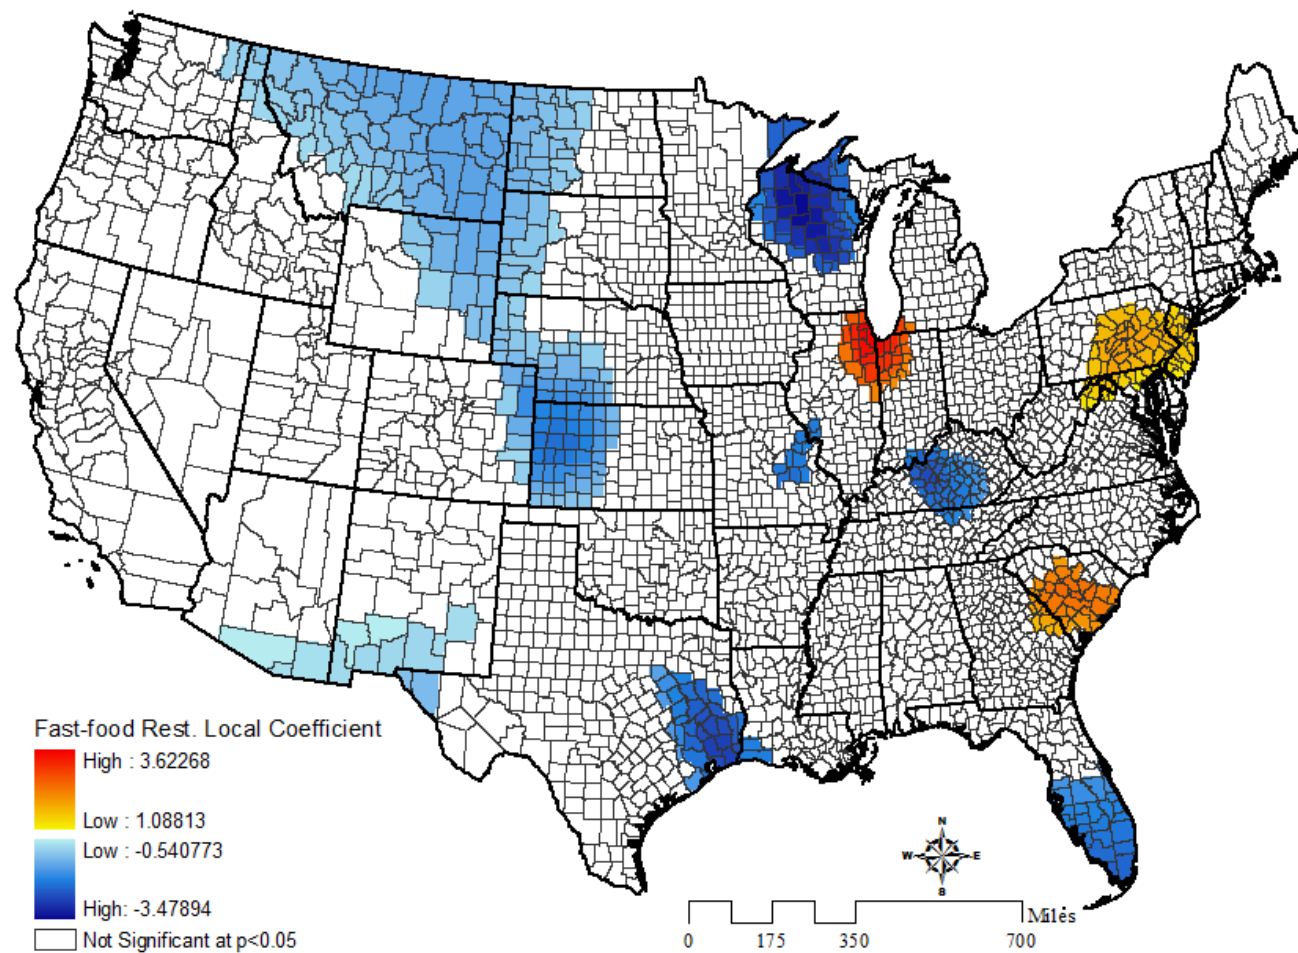 Fast-food Rest. Local Coefficient
High : 3.62268
Low : 1.08813
Low : -0.540773
High: -3.47894
Not Significant at p<0.05
N
W E
S
Miles
0 175 350 700